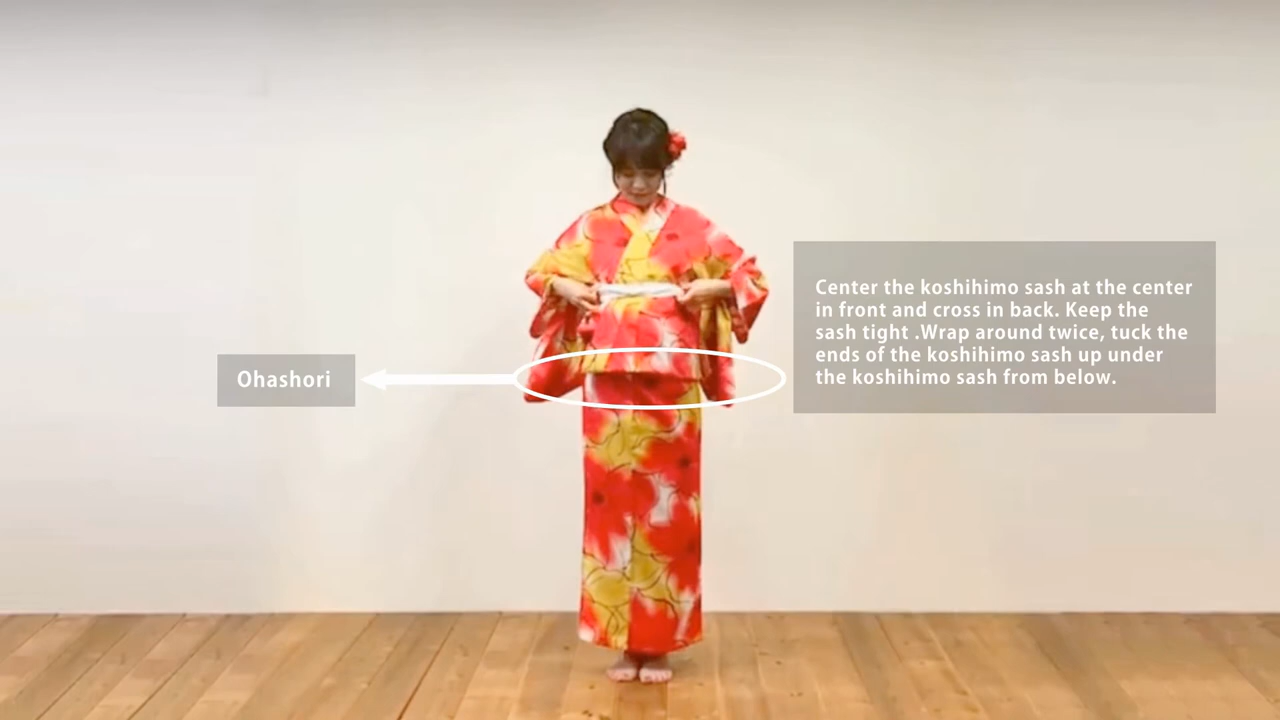 Ohashori
Center the koshihimo sash at the center
in front and cross in back. Keep the
sash tight .Wrap around twice, tuck the
ends of the koshihimo sash up under
the koshihimo sash from below.